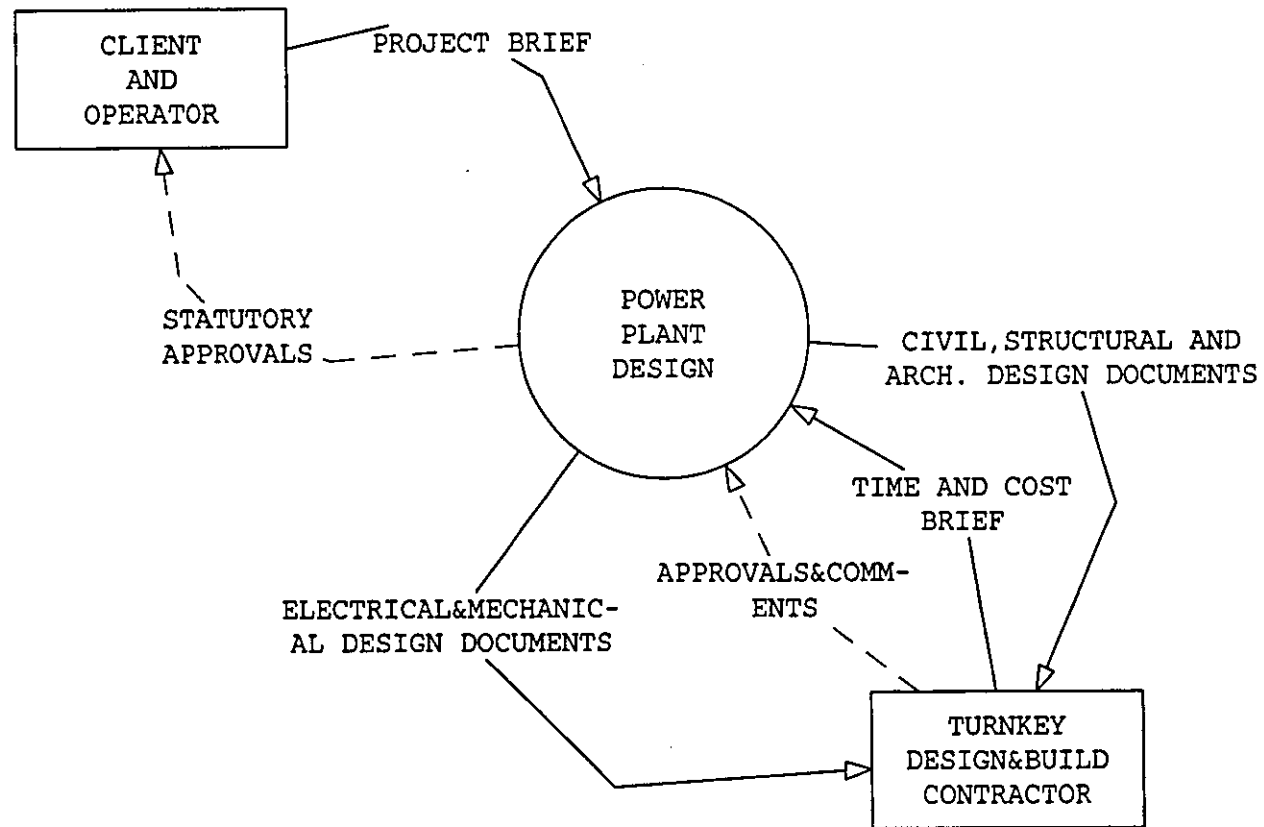 CLIENT
AND
OPERATOR
PROJECT BRIEF
POWER
PLANT
DESIGN
STATUTORY
APPROVALS
CIVIL,STRUCTURAL AND
ARCH. DESIGN DOCUMENTS
TIME AND COST
BRIEF
APPROVALS&COMM-
ENTS
ELECTRICAL&MECHANIC-
AL DESIGN DOCUMENTS
TURNKEY
DESIGN&BUILD
CONTRACTOR